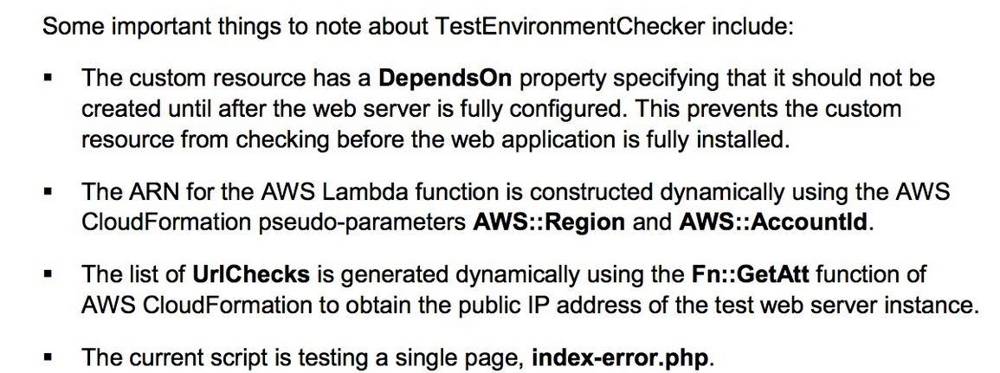 Some important things to note about TestEnvironmentChecker include:
▪ The custom resource has a DependsOn property specifying that it should not be
created until after the web server is fully configured. This prevents the custom
resource from checking before the web application is fully installed.
▪ The ARN for the AWS Lambda function is constructed dynamically using the AWS
CloudFormation pseudo-parameters AWS::Region and AWS::AccountId.
▪ The list of UrlChecks is generated dynamically using the Fn::GetAtt function of
AWS CloudFormation to obtain the public IP address of the test web server instance.
▪ The current script is testing a single page, index-error.php.